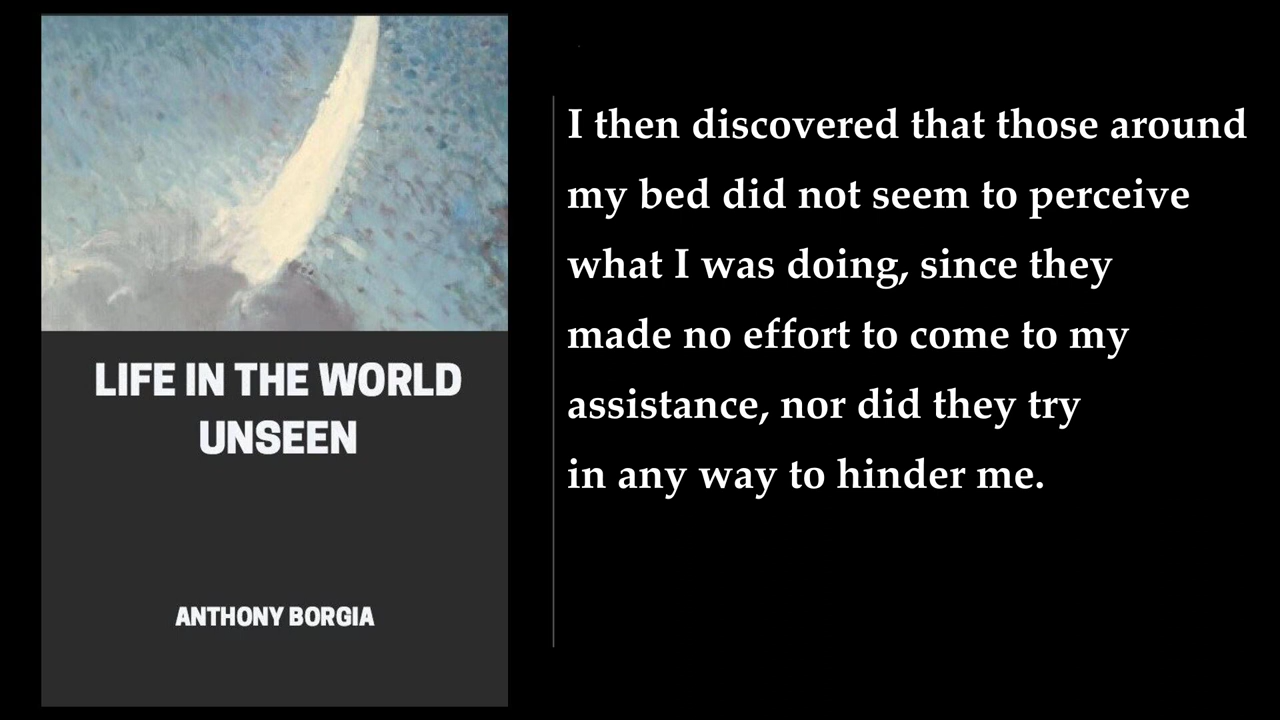 LIFE IN THE WORLD
UNSEEN
ANTHONY BORGIA
I then discovered that those around
my bed did not seem to perceive
what I was doing, since they
made no effort to come to my
assistance, nor did they try
in any way to hinder me.